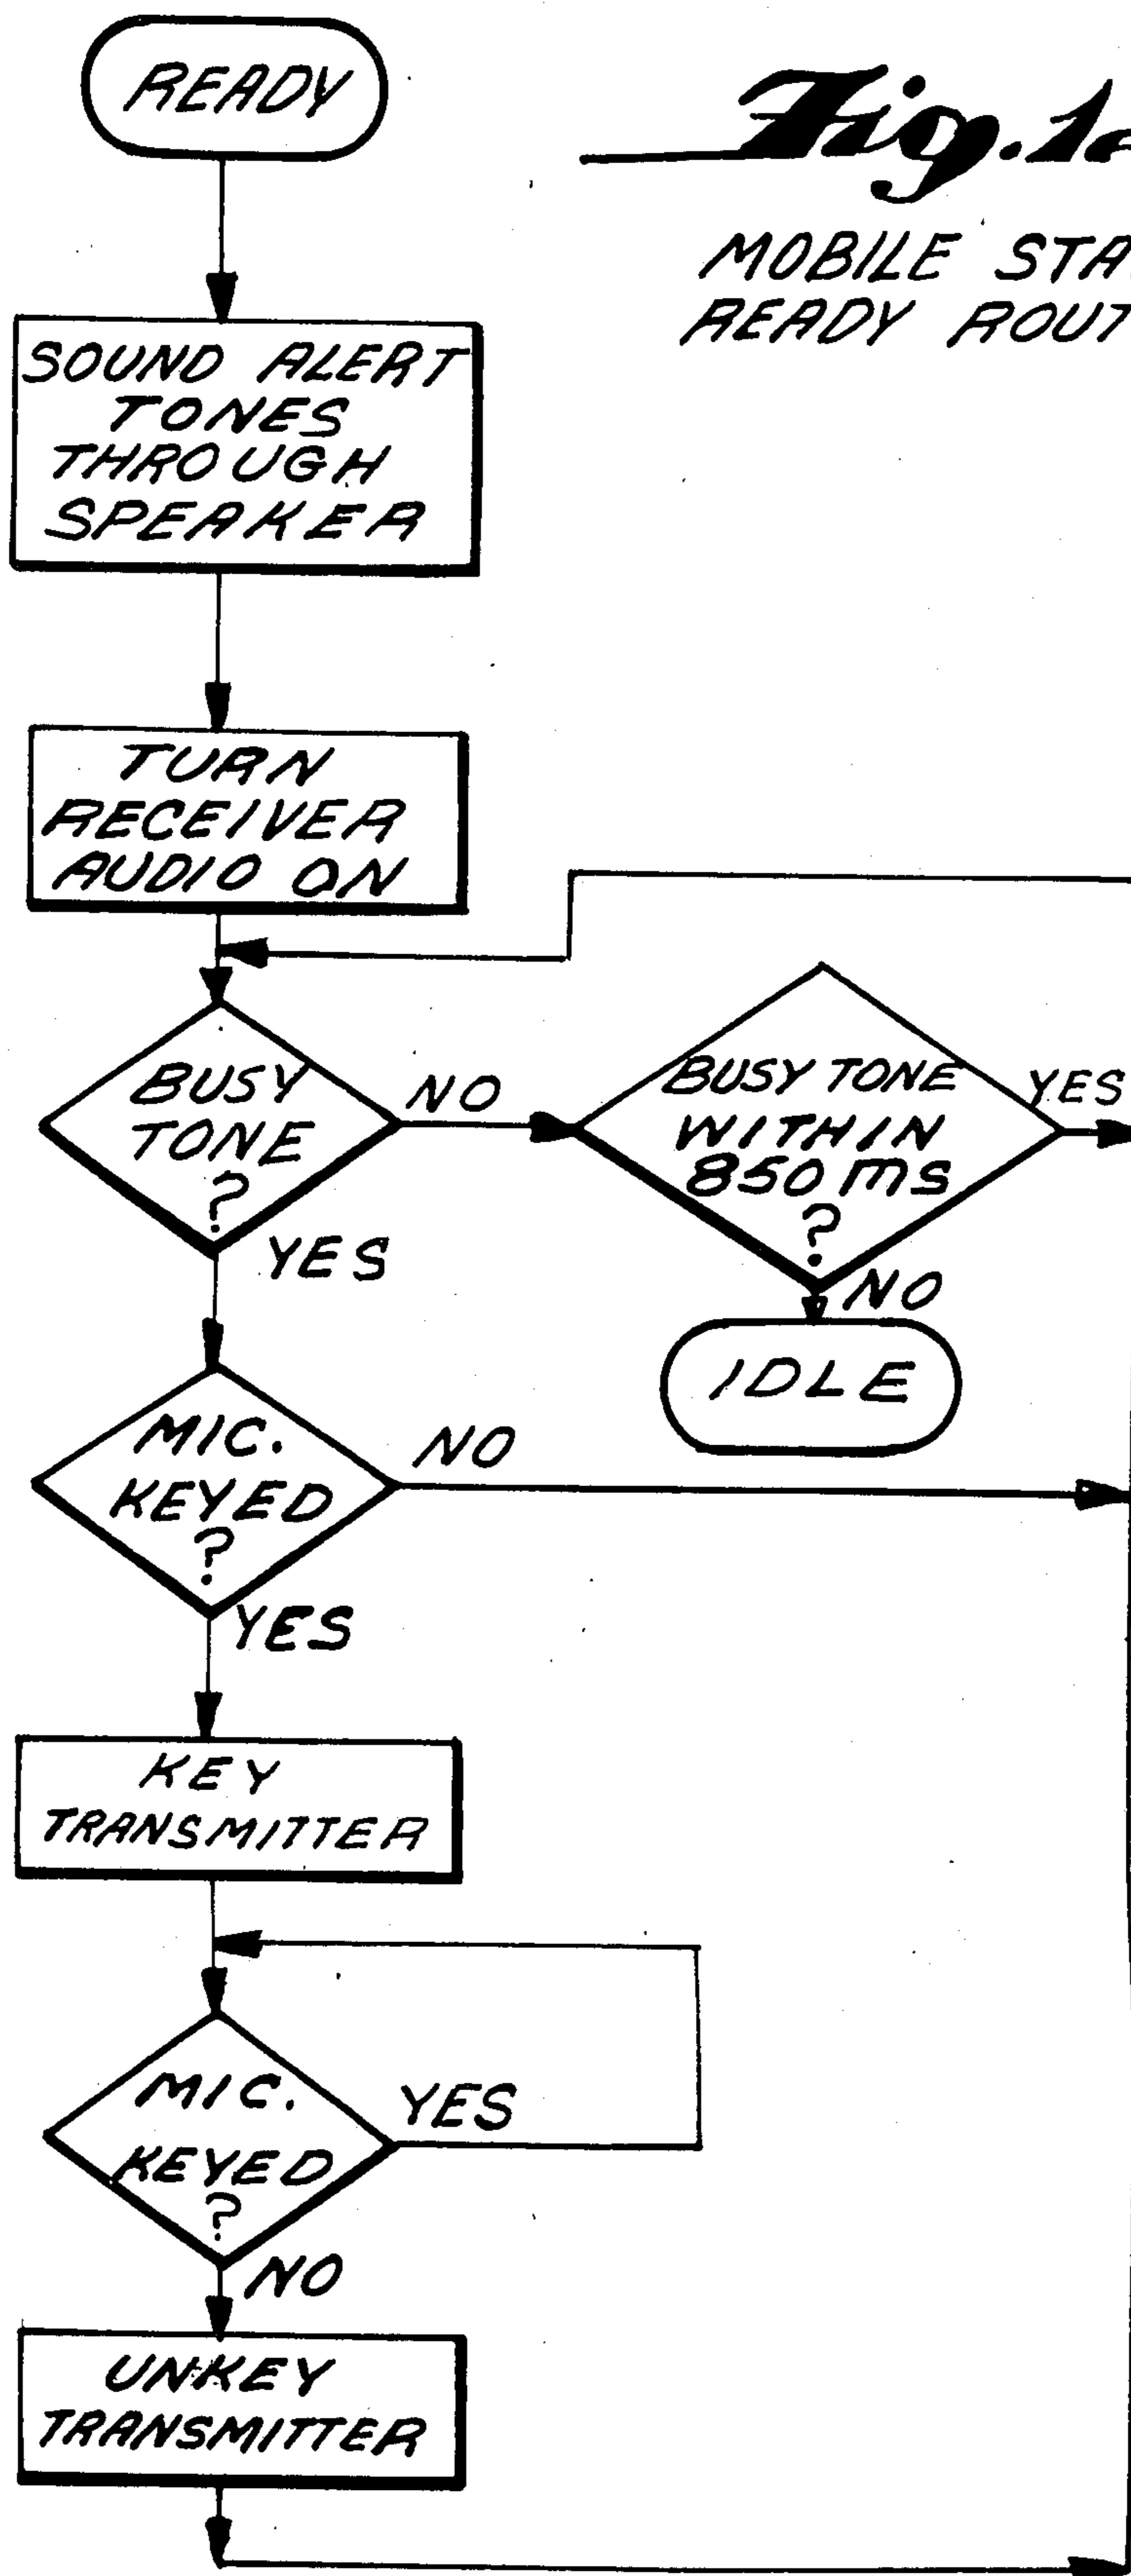 READY
Fig.1
MOBILE STA
READY ROUT
SOUND ALERT
TONES
THROUGH
SPEAKER
TURN
RECEIVER
AUDIO ON
BUSY
TONE
?
NO
YES
BUSY TONE
WITHIN
850 ms
?
YES
NO
IDLE
MIC.
KEYED
?
NO
YES
KEY
TRANSMITTER
MIC.
KEYED
?
YES
NO
UNKEY
TRANSMITTER